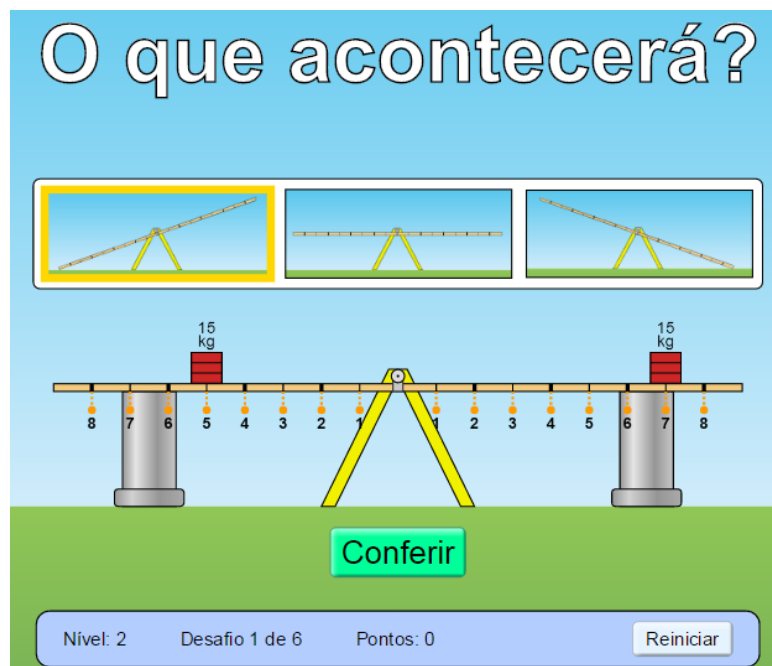 O que acontecerá?
15
kg
15
kg
8 7 6 5 4 3 2 1 1 2 3 4 5 6 7 8
Conferir
Nível: 2 Desafio 1 de 6 Pontos: 0 Reiniciar